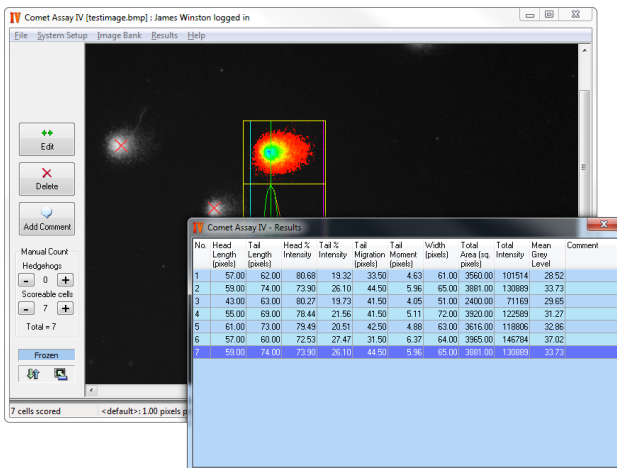 Comet Assay IV [testimage.bmp] : James Winston logged in
File System Setup Image Bank Results Help
Edit
Delete
Add Comment
Manual Count
Hedgehogs
- 0 +
Scoreable cells
- 7 +
Total = 7
Frozen
7 cells scored <default>: 1.00 pixels p
Comet Assay IV - Results
No. Head Length (pixels) Tail Length (pixels) Head % Intensity Tail % Intensity Tail Migration (pixels) Tail Moment (pixels) Width (pixels) Total Area (sq. pixels) Total Intensity Mean Grey Level Comment
1 57.00 62.00 80.68 19.32 33.50 4.63 61.00 3560.00 101514 28.52
2 59.00 74.00 73.90 26.10 44.50 5.96 65.00 3881.00 130889 33.73
3 43.00 63.00 80.27 19.73 41.50 4.05 51.00 2400.00 71169 29.65
4 55.00 69.00 78.44 21.56 41.50 5.11 72.00 3920.00 122589 31.27
5 61.00 73.00 79.49 20.51 42.50 4.88 63.00 3616.00 118806 32.86
6 57.00 60.00 72.53 27.47 31.50 6.37 64.00 3965.00 146784 37.02
7 59.00 74.00 73.90 26.10 44.50 5.96 65.00 3881.00 130889 33.73